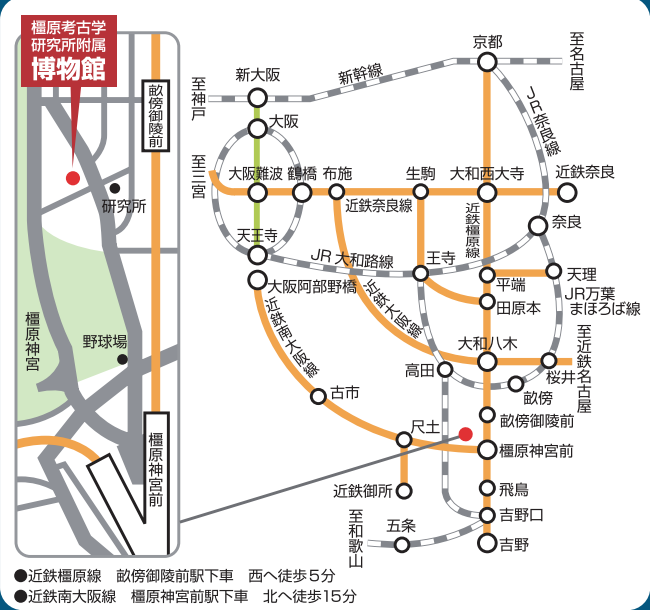 橿原考古学
研究所附属
博物館
畝傍御陵前
研究所
橿原神宮
野球場
橿原神宮前
京都
至名古屋
新幹線
新大阪
至神戸
JR奈良線
大阪
至三宮
大阪難波
鶴橋
布施
生駒
大和西大寺
近鉄奈良
近鉄奈良線
近鉄橿原線
奈良
天王寺
JR大和路線
王寺
平端
天理
大阪阿部野橋
田原本
JR万葉
まほろば線
近鉄大阪線
近鉄南大阪線
大和八木
至近鉄名古屋
高田
桜井
畝傍
古市
畝傍御陵前
尺土
橿原神宮前
近鉄御所
飛鳥
至和歌山
五条
吉野口
吉野
●近鉄橿原線　畝傍御陵前駅下車　西へ徒歩5分
●近鉄南大阪線　橿原神宮前駅下車　北へ徒歩15分